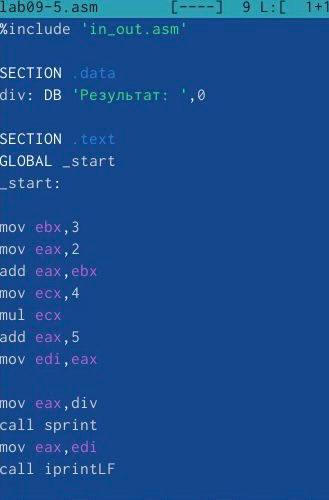 lab09-5.asm [----] 9 L:[ 1+1
%include 'in_out.asm'
SECTION .data
div: DB 'Результат: ',0
SECTION .text
GLOBAL _start
_start:
mov ebx,3
mov eax,2
add eax,ebx
mov ecx,4
mul ecx
add eax,5
mov edi,eax
mov eax,div
call sprint
mov eax,edi
call iprintLF